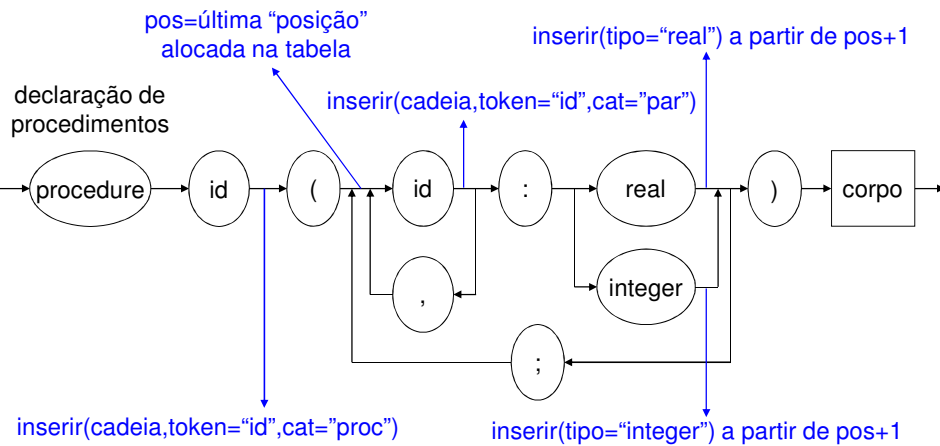 pos=última “posição”
alocada na tabela
inserir(tipo=“real”) a partir de pos+1
declaração de
procedimentos
inserir(cadeia,token=“id”,cat=”par”)
procedure
id
(
id
:
real
)
corpo
,
integer
;
inserir(cadeia,token=“id”,cat=”proc”)
inserir(tipo=“integer”) a partir de pos+1